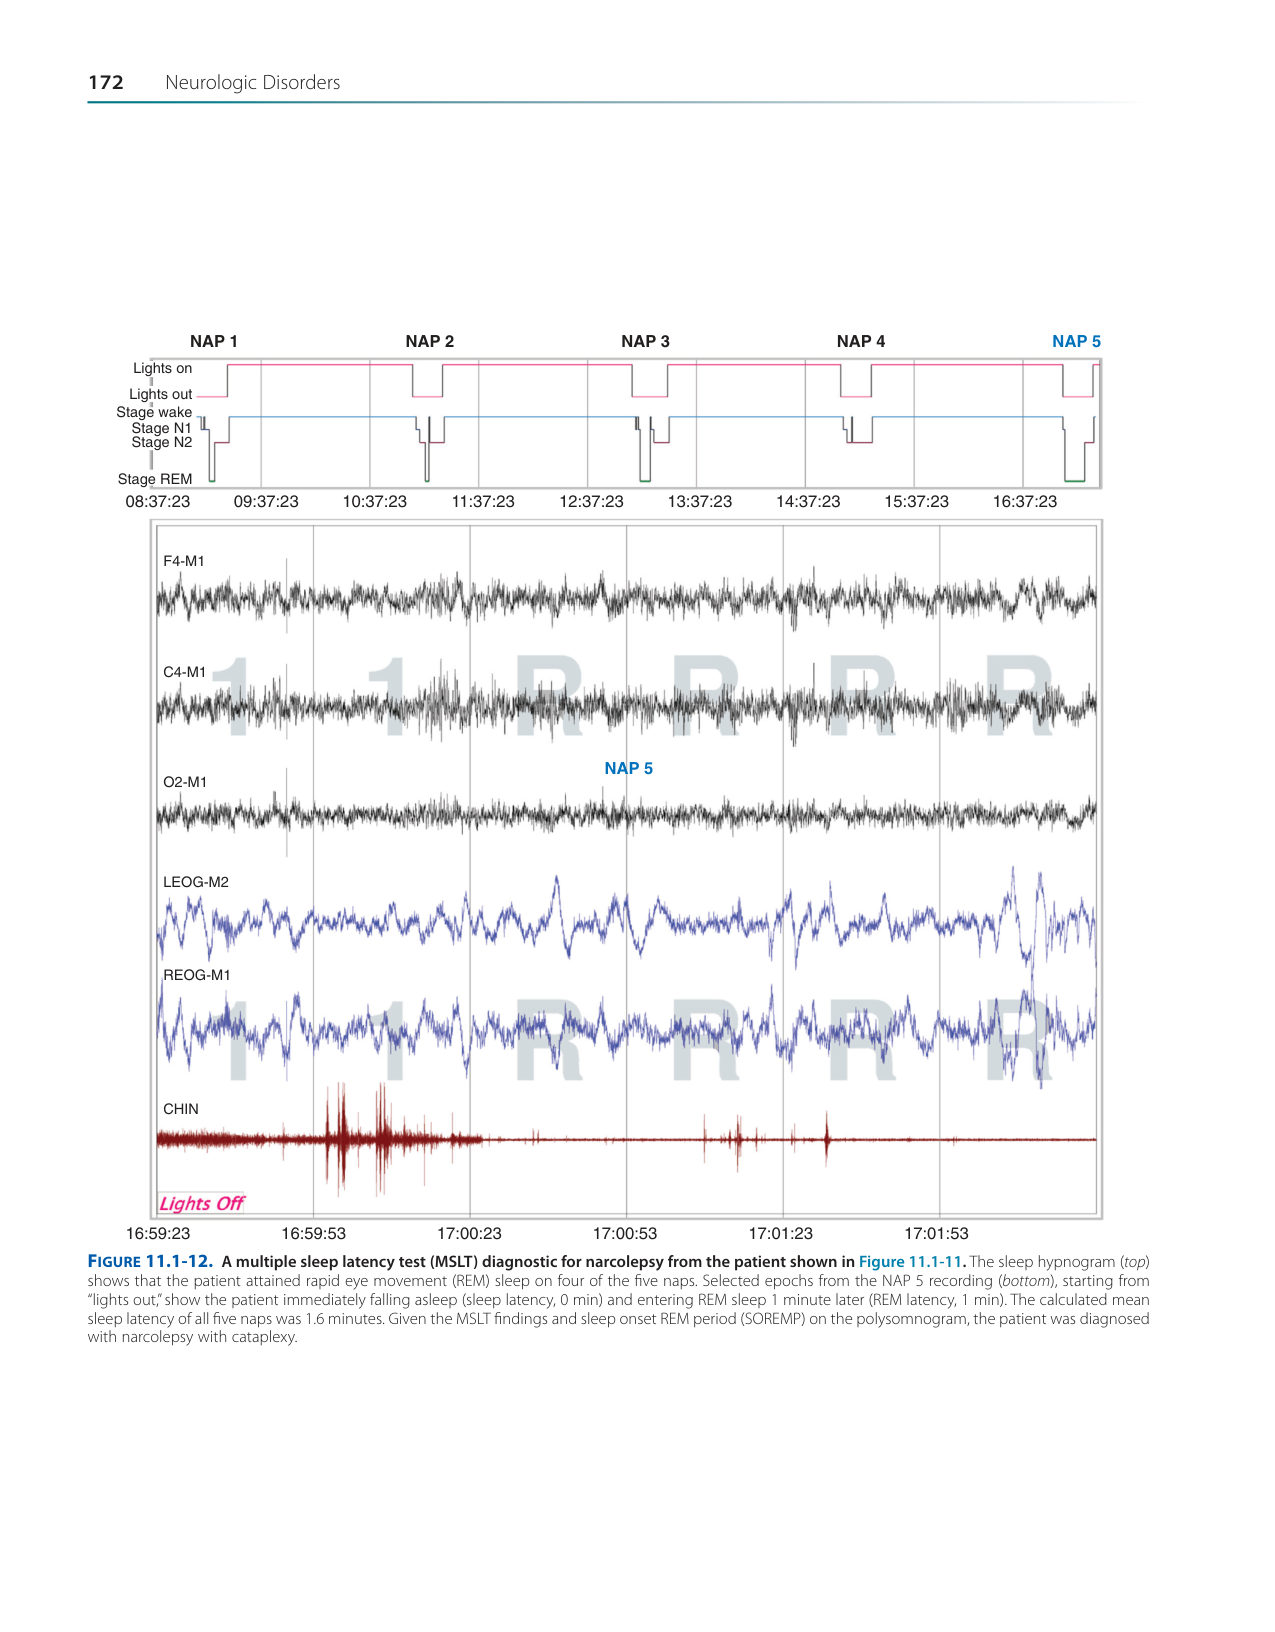 172 Neurologic Disorders
NAP 1 NAP 2 NAP 3 NAP 4 NAP 5
Lights on
Lights out
Stage wake
Stage N1
Stage N2
Stage REM
08:37:23 09:37:23 10:37:23 11:37:23 12:37:23 13:37:23 14:37:23 15:37:23 16:37:23
F4-M1
C4-M1
1 1 R R R R
NAP 5
O2-M1
LEOG-M2
REOG-M1
1 1 R R R R
CHIN
Lights Off
16:59:23 16:59:53 17:00:23 17:00:53 17:01:23 17:01:53
FIGURE 11.1-12. A multiple sleep latency test (MSLT) diagnostic for narcolepsy from the patient shown in Figure 11.1-11. The sleep hypnogram (top)
shows that the patient attained rapid eye movement (REM) sleep on four of the five naps. Selected epochs from the NAP 5 recording (bottom), starting from
“lights out,” show the patient immediately falling asleep (sleep latency, 0 min) and entering REM sleep 1 minute later (REM latency, 1 min). The calculated mean
sleep latency of all five naps was 1.6 minutes. Given the MSLT findings and sleep onset REM period (SOREMP) on the polysomnogram, the patient was diagnosed
with narcolepsy with cataplexy.